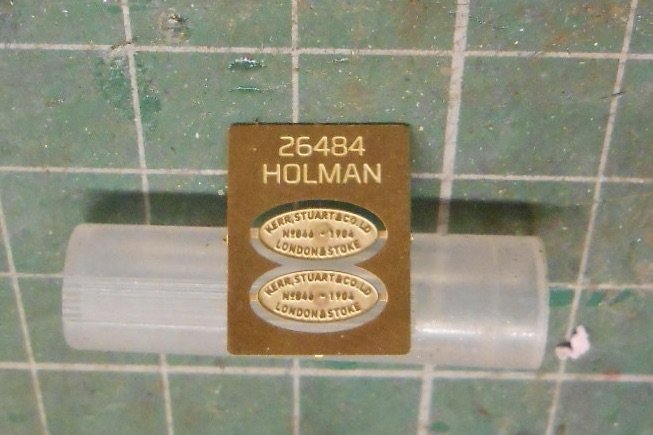 26484
HOLMAN
KERR, STUART & CO. LD
No 846 - 1904
LONDON & STOKE
KERR, STUART & CO. LD
No 846 - 1904
LONDON & STOKE